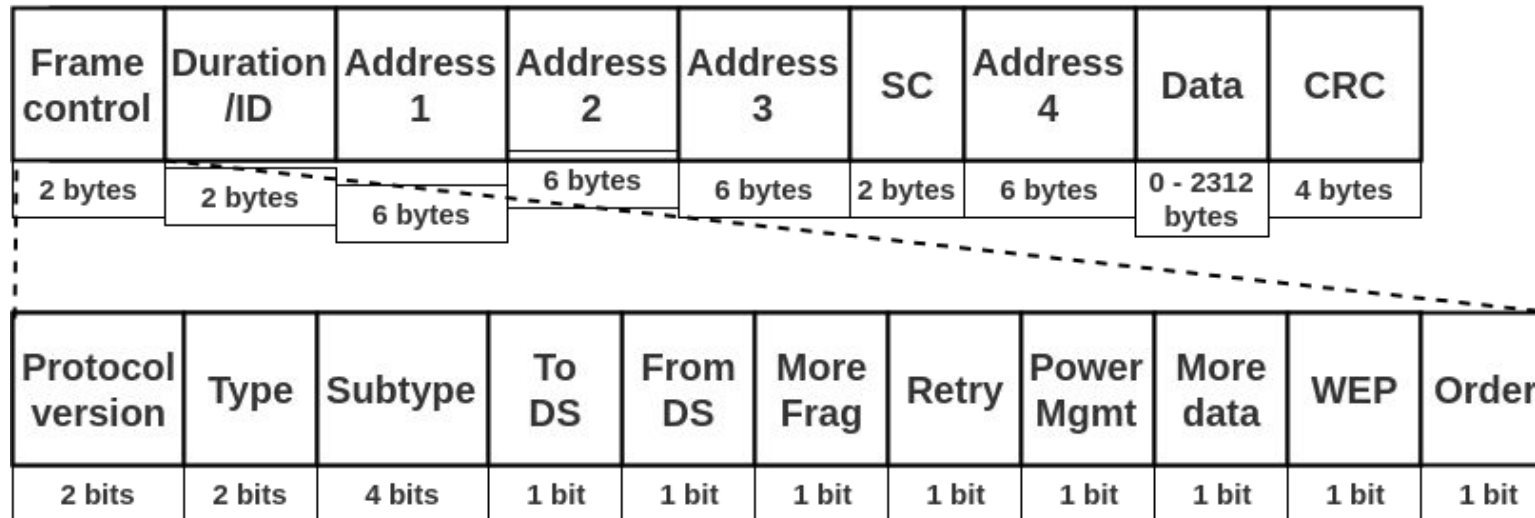 Frame control
Duration /ID
Address 1
Address 2
Address 3
SC
Address 4
Data
CRC
2 bytes
2 bytes
6 bytes
6 bytes
6 bytes
2 bytes
6 bytes
0 - 2312 bytes
4 bytes
Protocol version
Type
Subtype
To DS
From DS
More Frag
Retry
Power Mgmt
More data
WEP
Order
2 bits
2 bits
4 bits
1 bit
1 bit
1 bit
1 bit
1 bit
1 bit
1 bit
1 bit